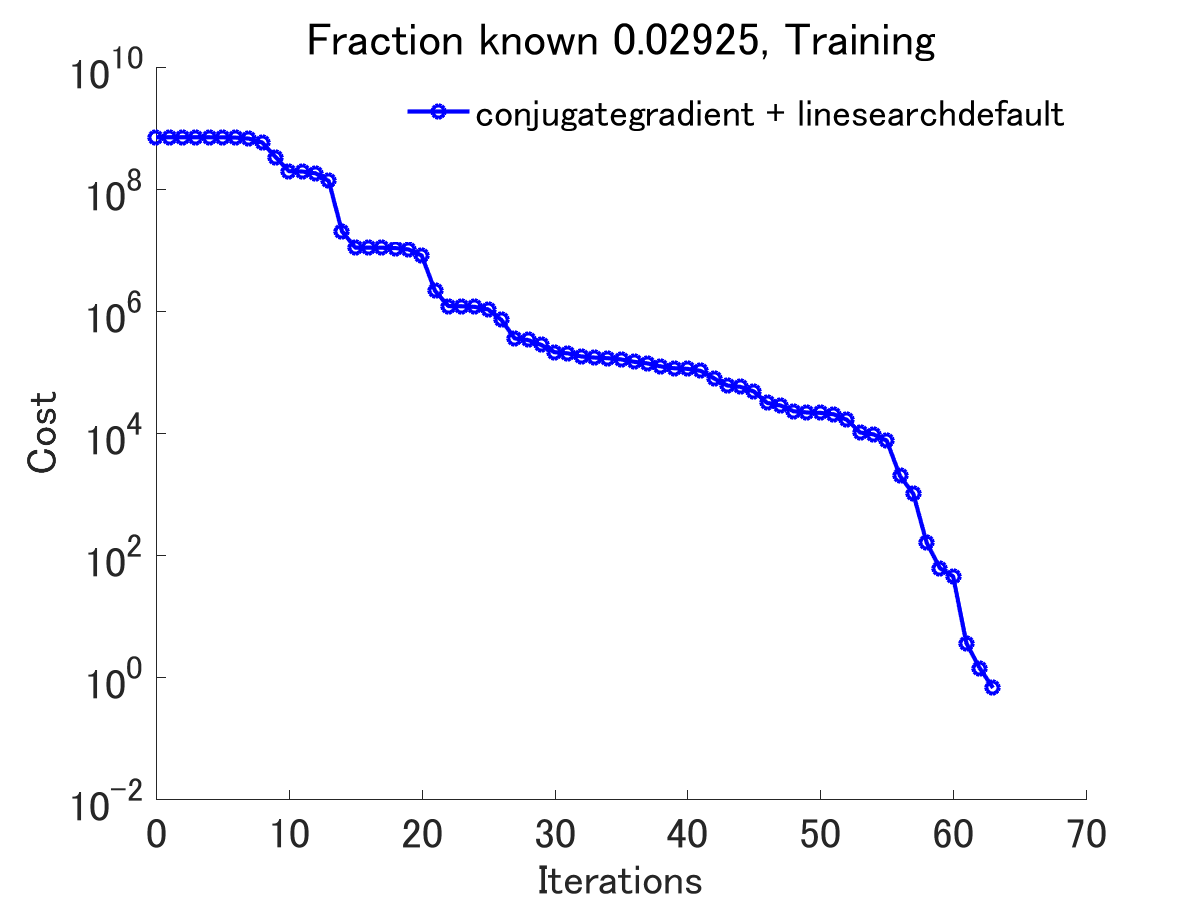 Fraction known 0.02925, Training
conjugategradient + linesearchdefault
10^10
10^8
10^6
10^4
10^2
10^0
10^-2
Cost
0 10 20 30 40 50 60 70
Iterations